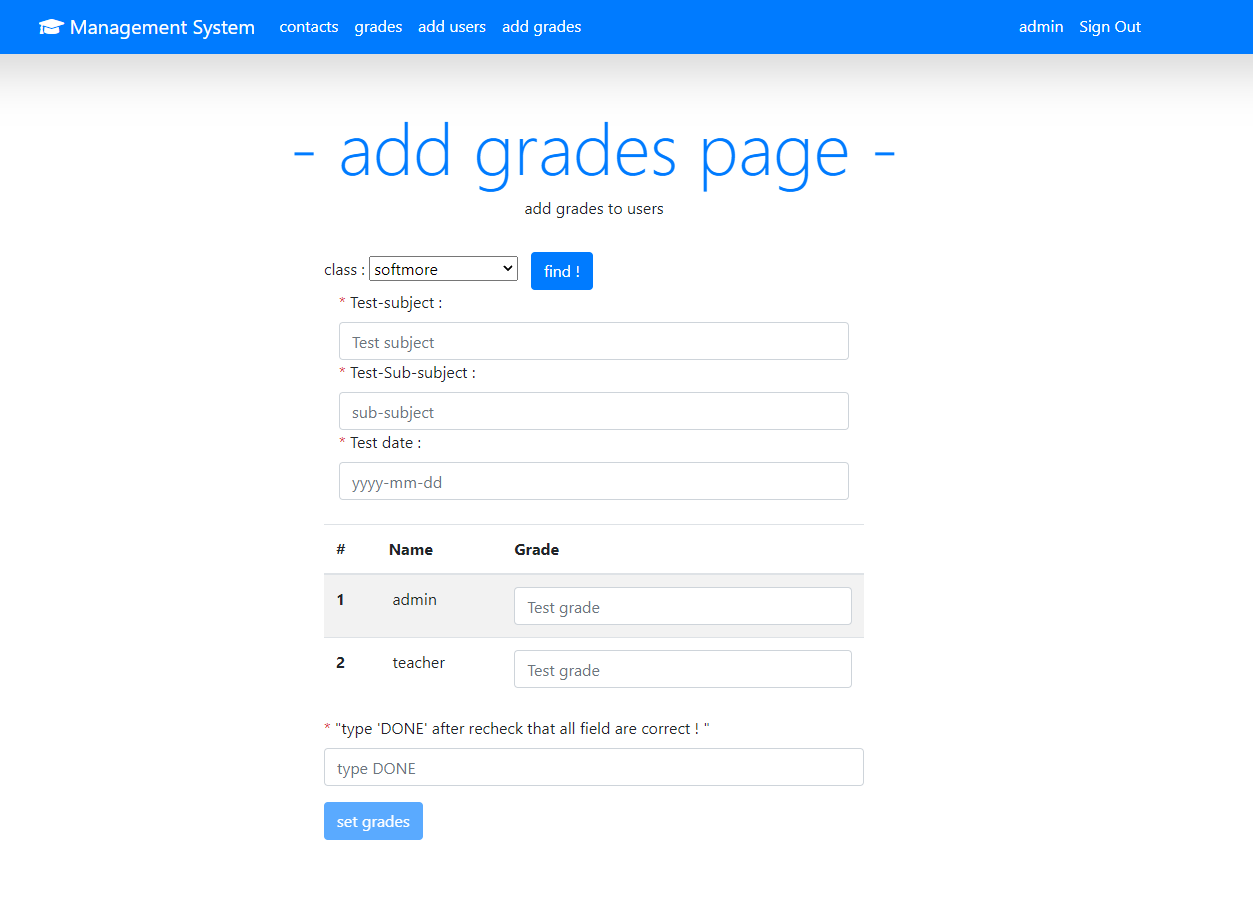 Management System contacts grades add users add grades admin Sign Out
- add grades page -
add grades to users
class : softmore find !
* Test-subject :
Test subject
* Test-Sub-subject :
sub-subject
* Test date :
yyyy-mm-dd
# Name Grade
1 admin Test grade
2 teacher Test grade
* "type 'DONE' after recheck that all field are correct ! "
type DONE
set grades